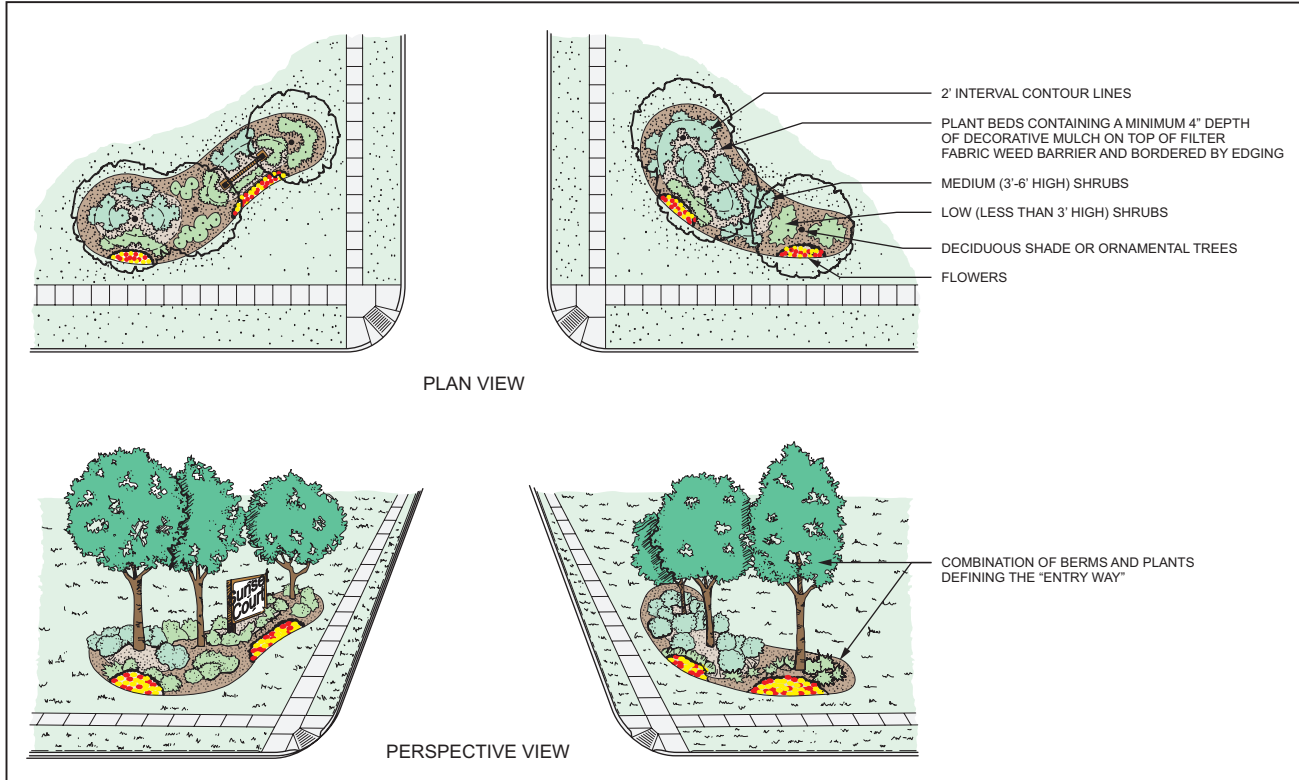 2' INTERVAL CONTOUR LINES
PLANT BEDS CONTAINING A MINIMUM 4" DEPTH
OF DECORATIVE MULCH ON TOP OF FILTER
FABRIC WEED BARRIER AND BORDERED BY EDGING
MEDIUM (3'-6' HIGH) SHRUBS
LOW (LESS THAN 3' HIGH) SHRUBS
DECIDUOUS SHADE OR ORNAMENTAL TREES
FLOWERS
PLAN VIEW
Sunset
Court
COMBINATION OF BERMS AND PLANTS
DEFINING THE “ENTRY WAY”
PERSPECTIVE VIEW